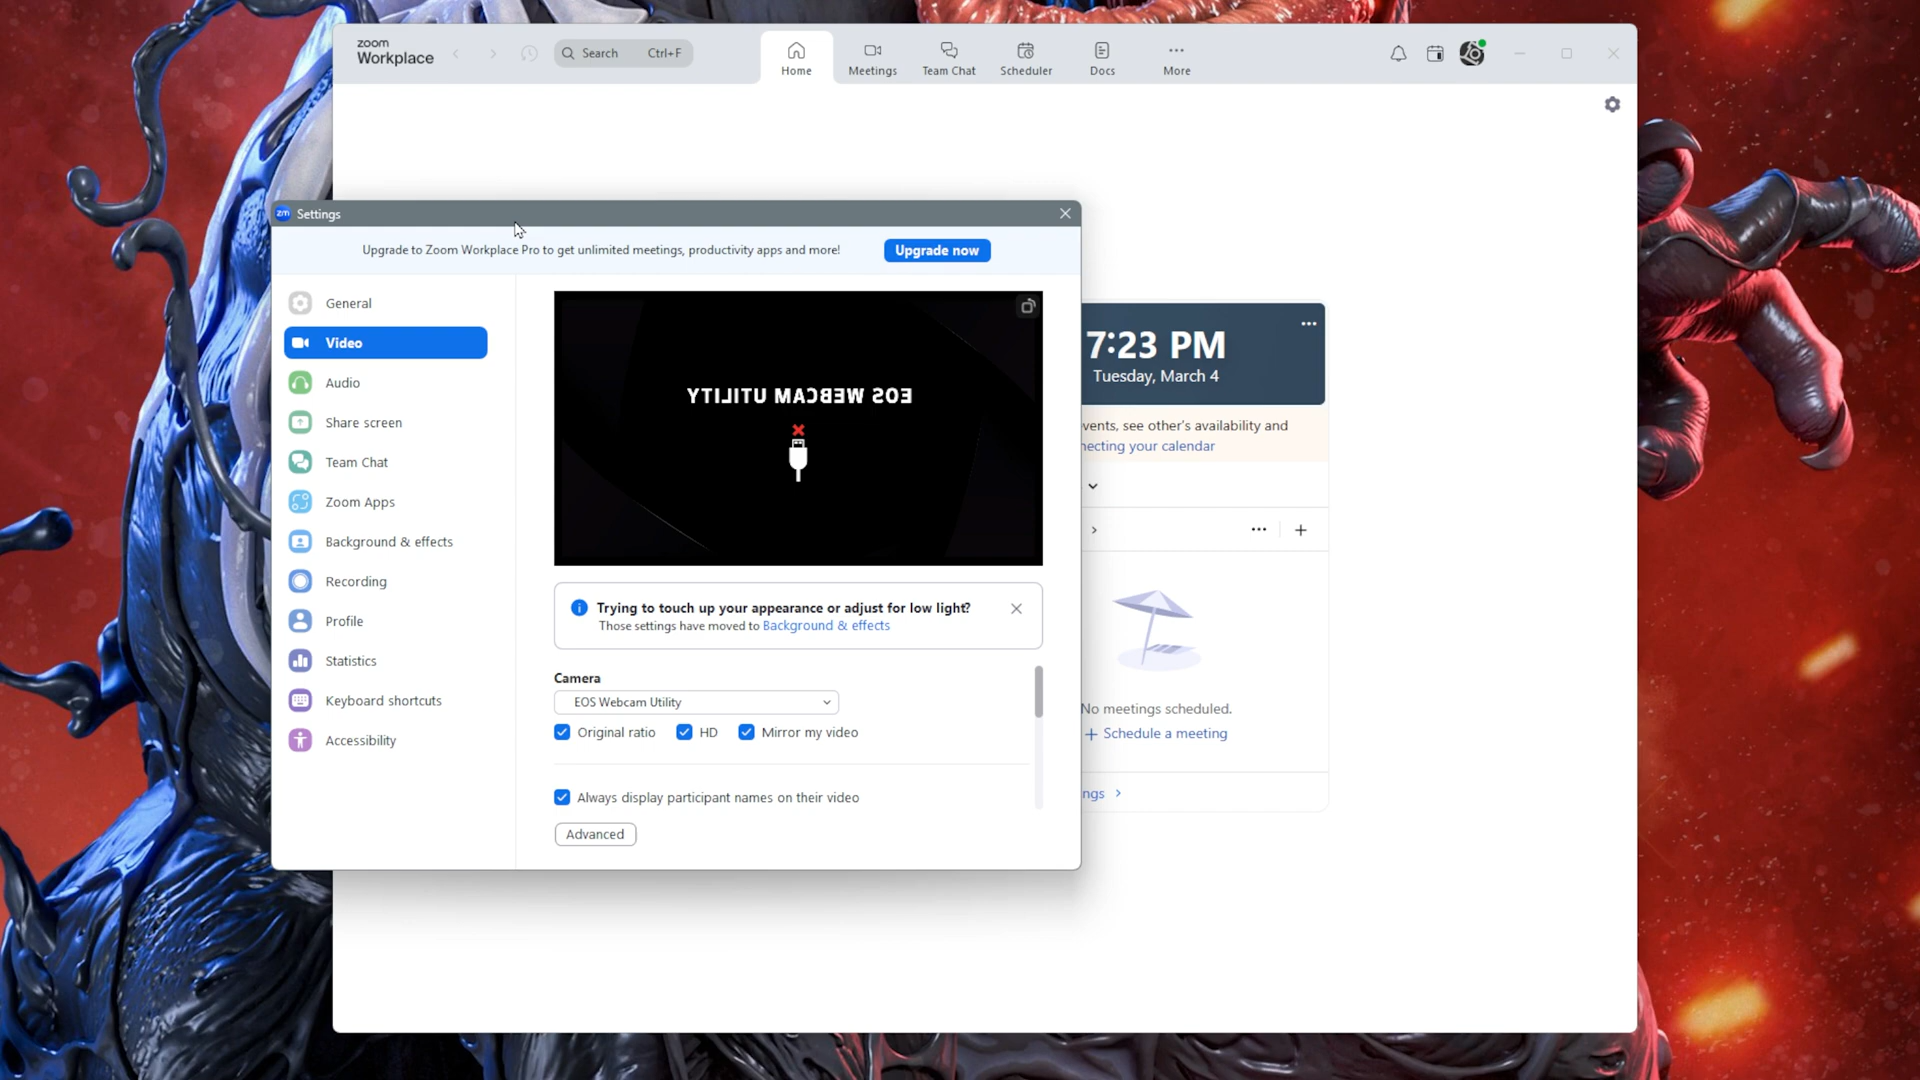 zoom
Workplace
Search Ctrl+F
Home
Meetings
Team Chat
Scheduler
Docs
More
zm Settings
Upgrade to Zoom Workplace Pro to get unlimited meetings, productivity apps and more!
Upgrade now
General
Video
Audio
Share screen
Team Chat
Zoom Apps
Background & effects
Recording
Profile
Statistics
Keyboard shortcuts
Accessibility
EOS WEBCAM UTILITY
Trying to touch up your appearance or adjust for low light?
Those settings have moved to Background & effects
Camera
EOS Webcam Utility
Original ratio HD Mirror my video
Always display participant names on their video
Advanced
7:23 PM
Tuesday, March 4
vents, see other's availability and
necting your calendar
No meetings scheduled.
+ Schedule a meeting
ngs